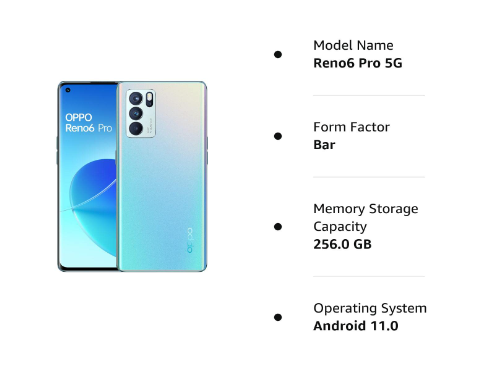 OPPO
Reno6 Pro
oppo
Model Name
Reno6 Pro 5G
Form Factor
Bar
Memory Storage
Capacity
256.0 GB
Operating System
Android 11.0